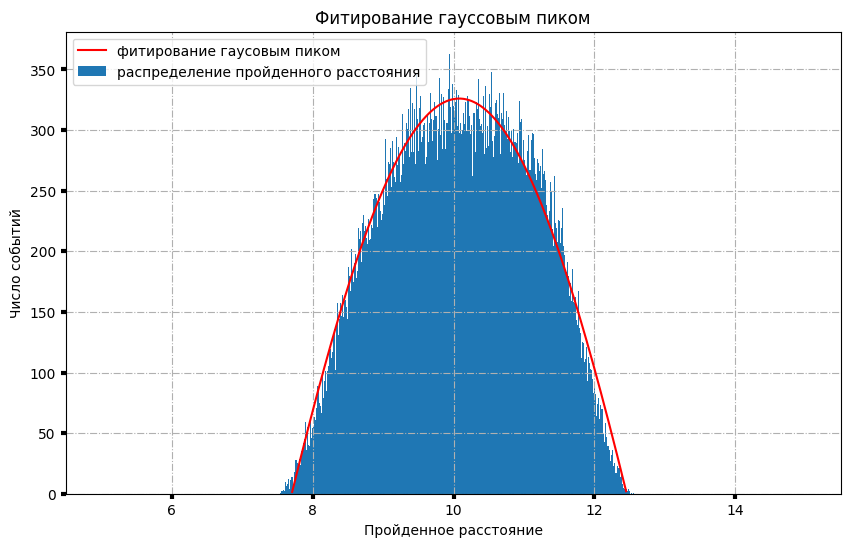 Фитирование гауссовым пиком
фитирование гаусовым пиком
распределение пройденного расстояния
350
300
250
200
150
100
50
0
Число событий
6 8 10 12 14
Пройденное расстояние